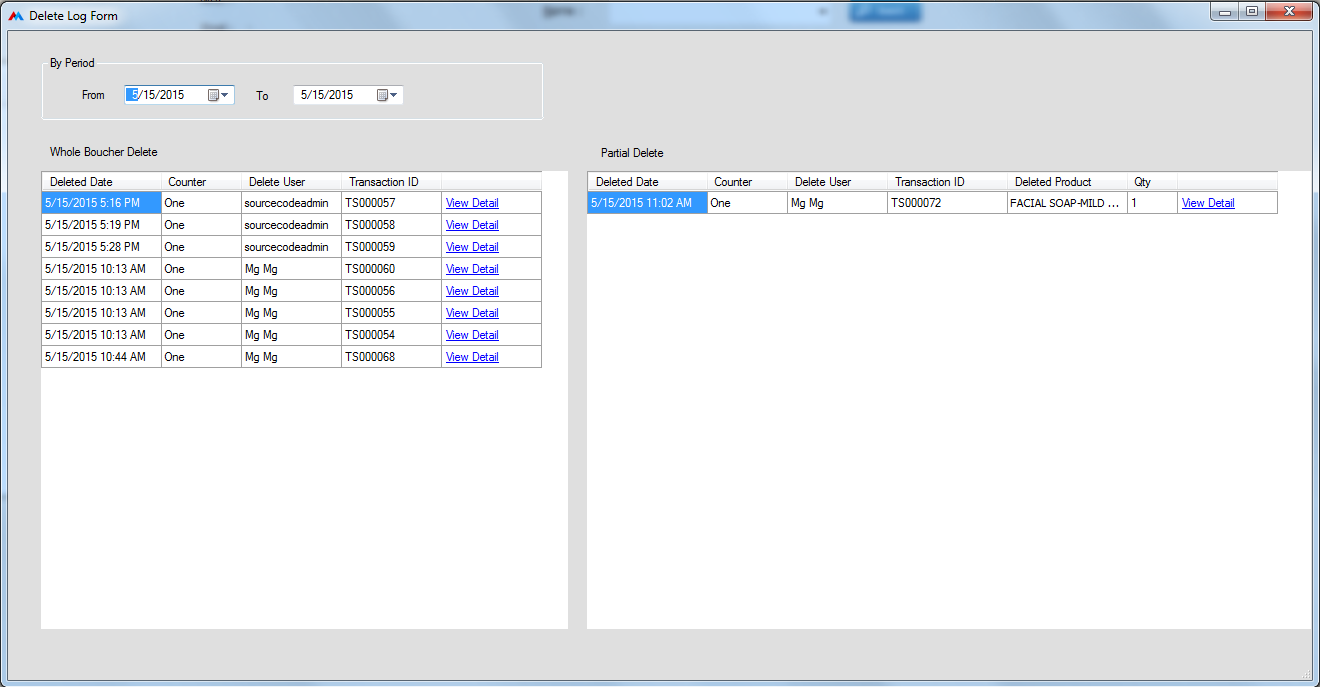 Delete Log Form
By Period
From 5/15/2015 To 5/15/2015
Whole Boucher Delete
Deleted Date Counter Delete User Transaction ID
5/15/2015 5:16 PM One sourcecodeadmin TS000057 View Detail
5/15/2015 5:19 PM One sourcecodeadmin TS000058 View Detail
5/15/2015 5:28 PM One sourcecodeadmin TS000059 View Detail
5/15/2015 10:13 AM One Mg Mg TS000060 View Detail
5/15/2015 10:13 AM One Mg Mg TS000056 View Detail
5/15/2015 10:13 AM One Mg Mg TS000055 View Detail
5/15/2015 10:13 AM One Mg Mg TS000054 View Detail
5/15/2015 10:44 AM One Mg Mg TS000068 View Detail
Partial Delete
Deleted Date Counter Delete User Transaction ID Deleted Product Qty
5/15/2015 11:02 AM One Mg Mg TS000072 FACIAL SOAP-MILD ... 1 View Detail